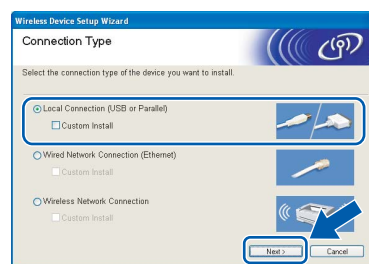 Wireless Device Setup Wizard
Connection Type
Select the connection type of the device you want to install.
Local Connection (USB or Parallel)
Custom Install
Wired Network Connection (Ethernet)
Custom Install
Wireless Network Connection
Custom Install
Next >
Cancel